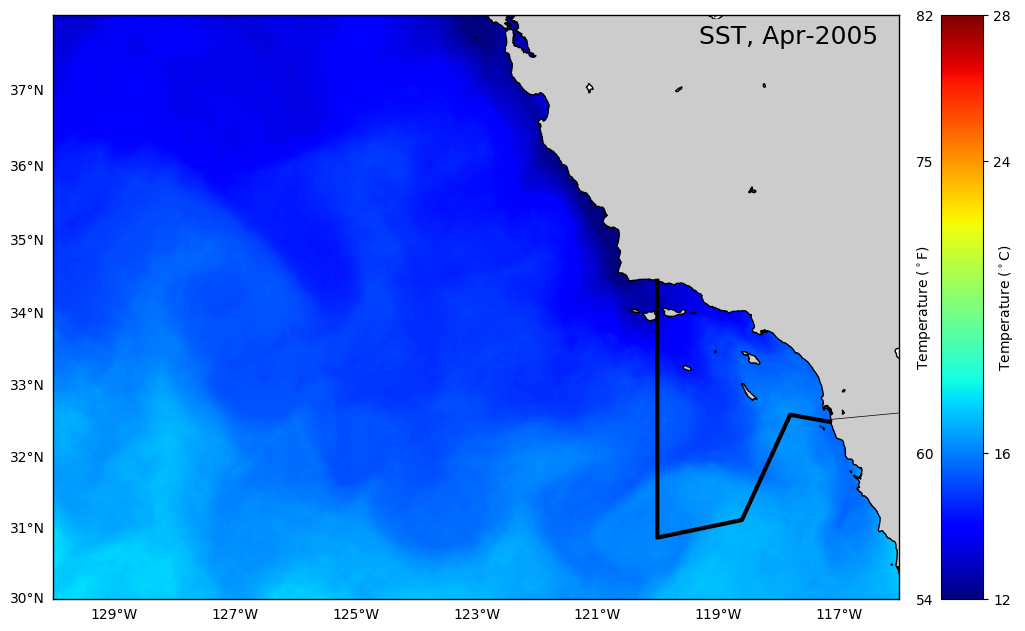 SST, Apr-2005
37°N
36°N
35°N
34°N
33°N
32°N
31°N
30°N
129°W
127°W
125°W
123°W
121°W
119°W
117°W
82
75
60
54
Temperature (°F)
28
24
16
12
Temperature (°C)